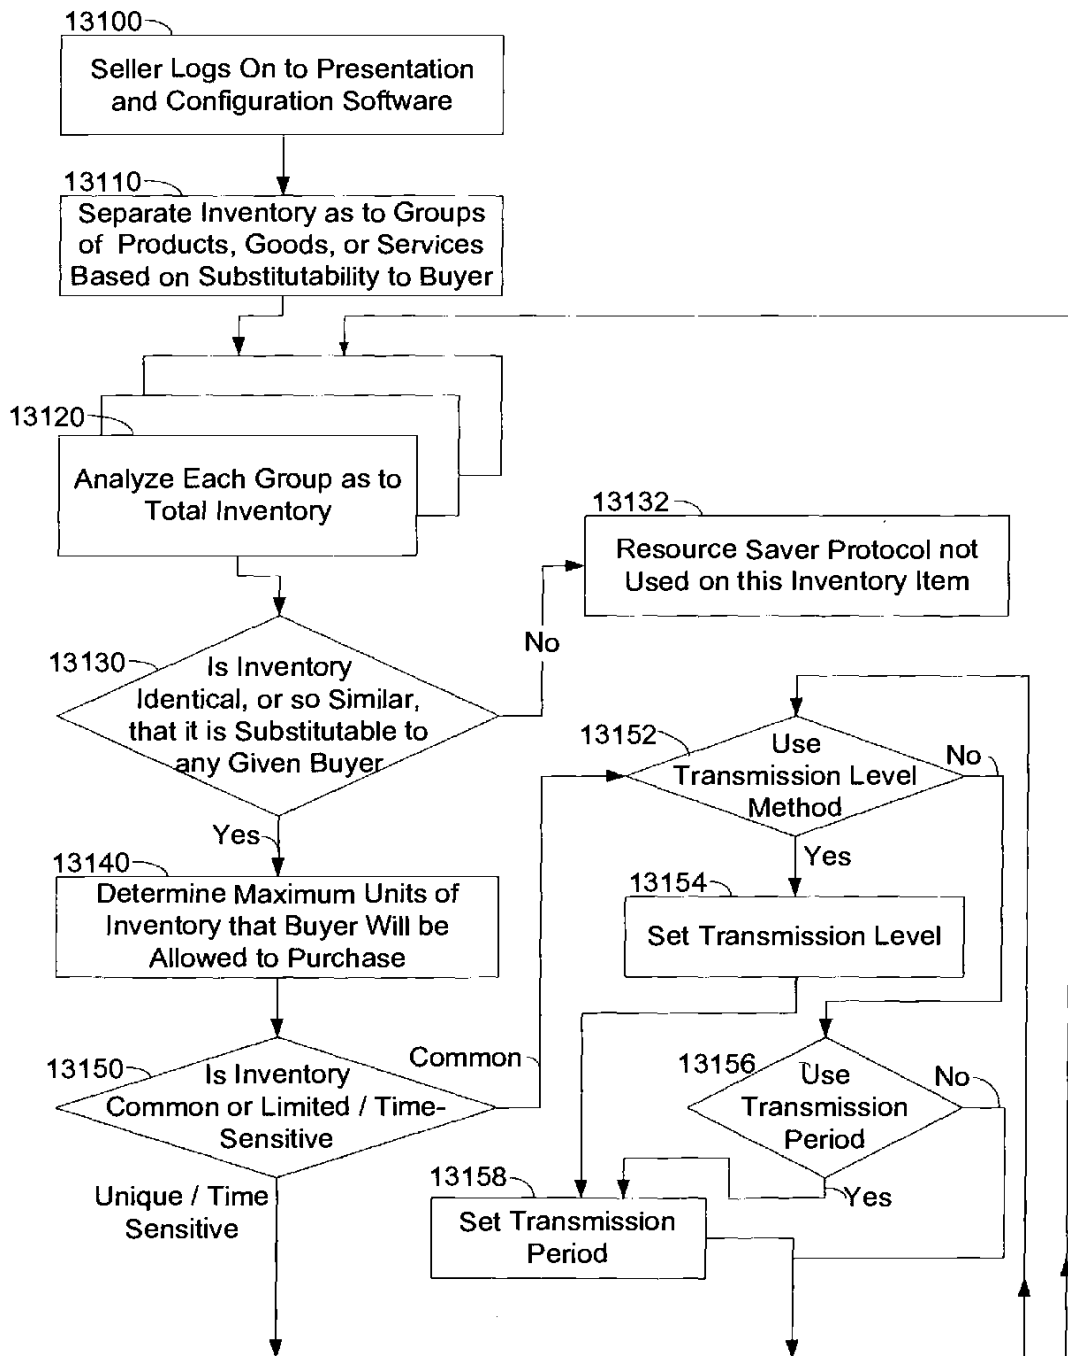 13100
Seller Logs On to Presentation
and Configuration Software
13110
Separate Inventory as to Groups
of Products, Goods, or Services
Based on Substitutability to Buyer
13120
Analyze Each Group as to
Total Inventory
13132
Resource Saver Protocol not
Used on this Inventory Item
No
13130
Is Inventory
Identical, or so Similar,
that it is Substitutable to
any Given Buyer
Yes
13140
Determine Maximum Units of
Inventory that Buyer Will be
Allowed to Purchase
13150
Is Inventory
Common or Limited / Time-
Sensitive
Common
Unique / Time
Sensitive
13152
Use
Transmission Level
Method
No
Yes
13154
Set Transmission Level
13156
Use
Transmission
Period
No
Yes
13158
Set Transmission
Period